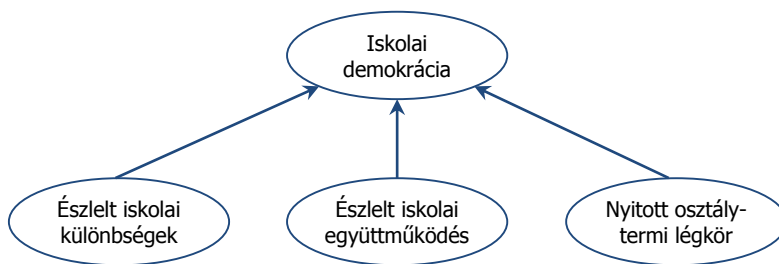 Iskolai
demokrácia
Észlelt iskolai
különbségek
Észlelt iskolai
együttműködés
Nyitott osztály-
termi légkör